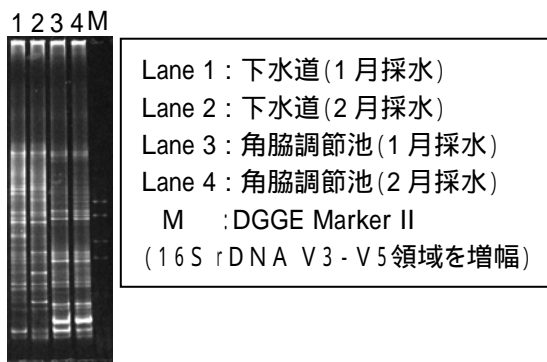 1 2 3 4 M
Lane 1 : 下水道(1月採水)
Lane 2 : 下水道(2月採水)
Lane 3 : 角脇調節池(1月採水)
Lane 4 : 角脇調節池(2月採水)
M :DGGE Marker II
(16S rDNA V3-V5領域を増幅)